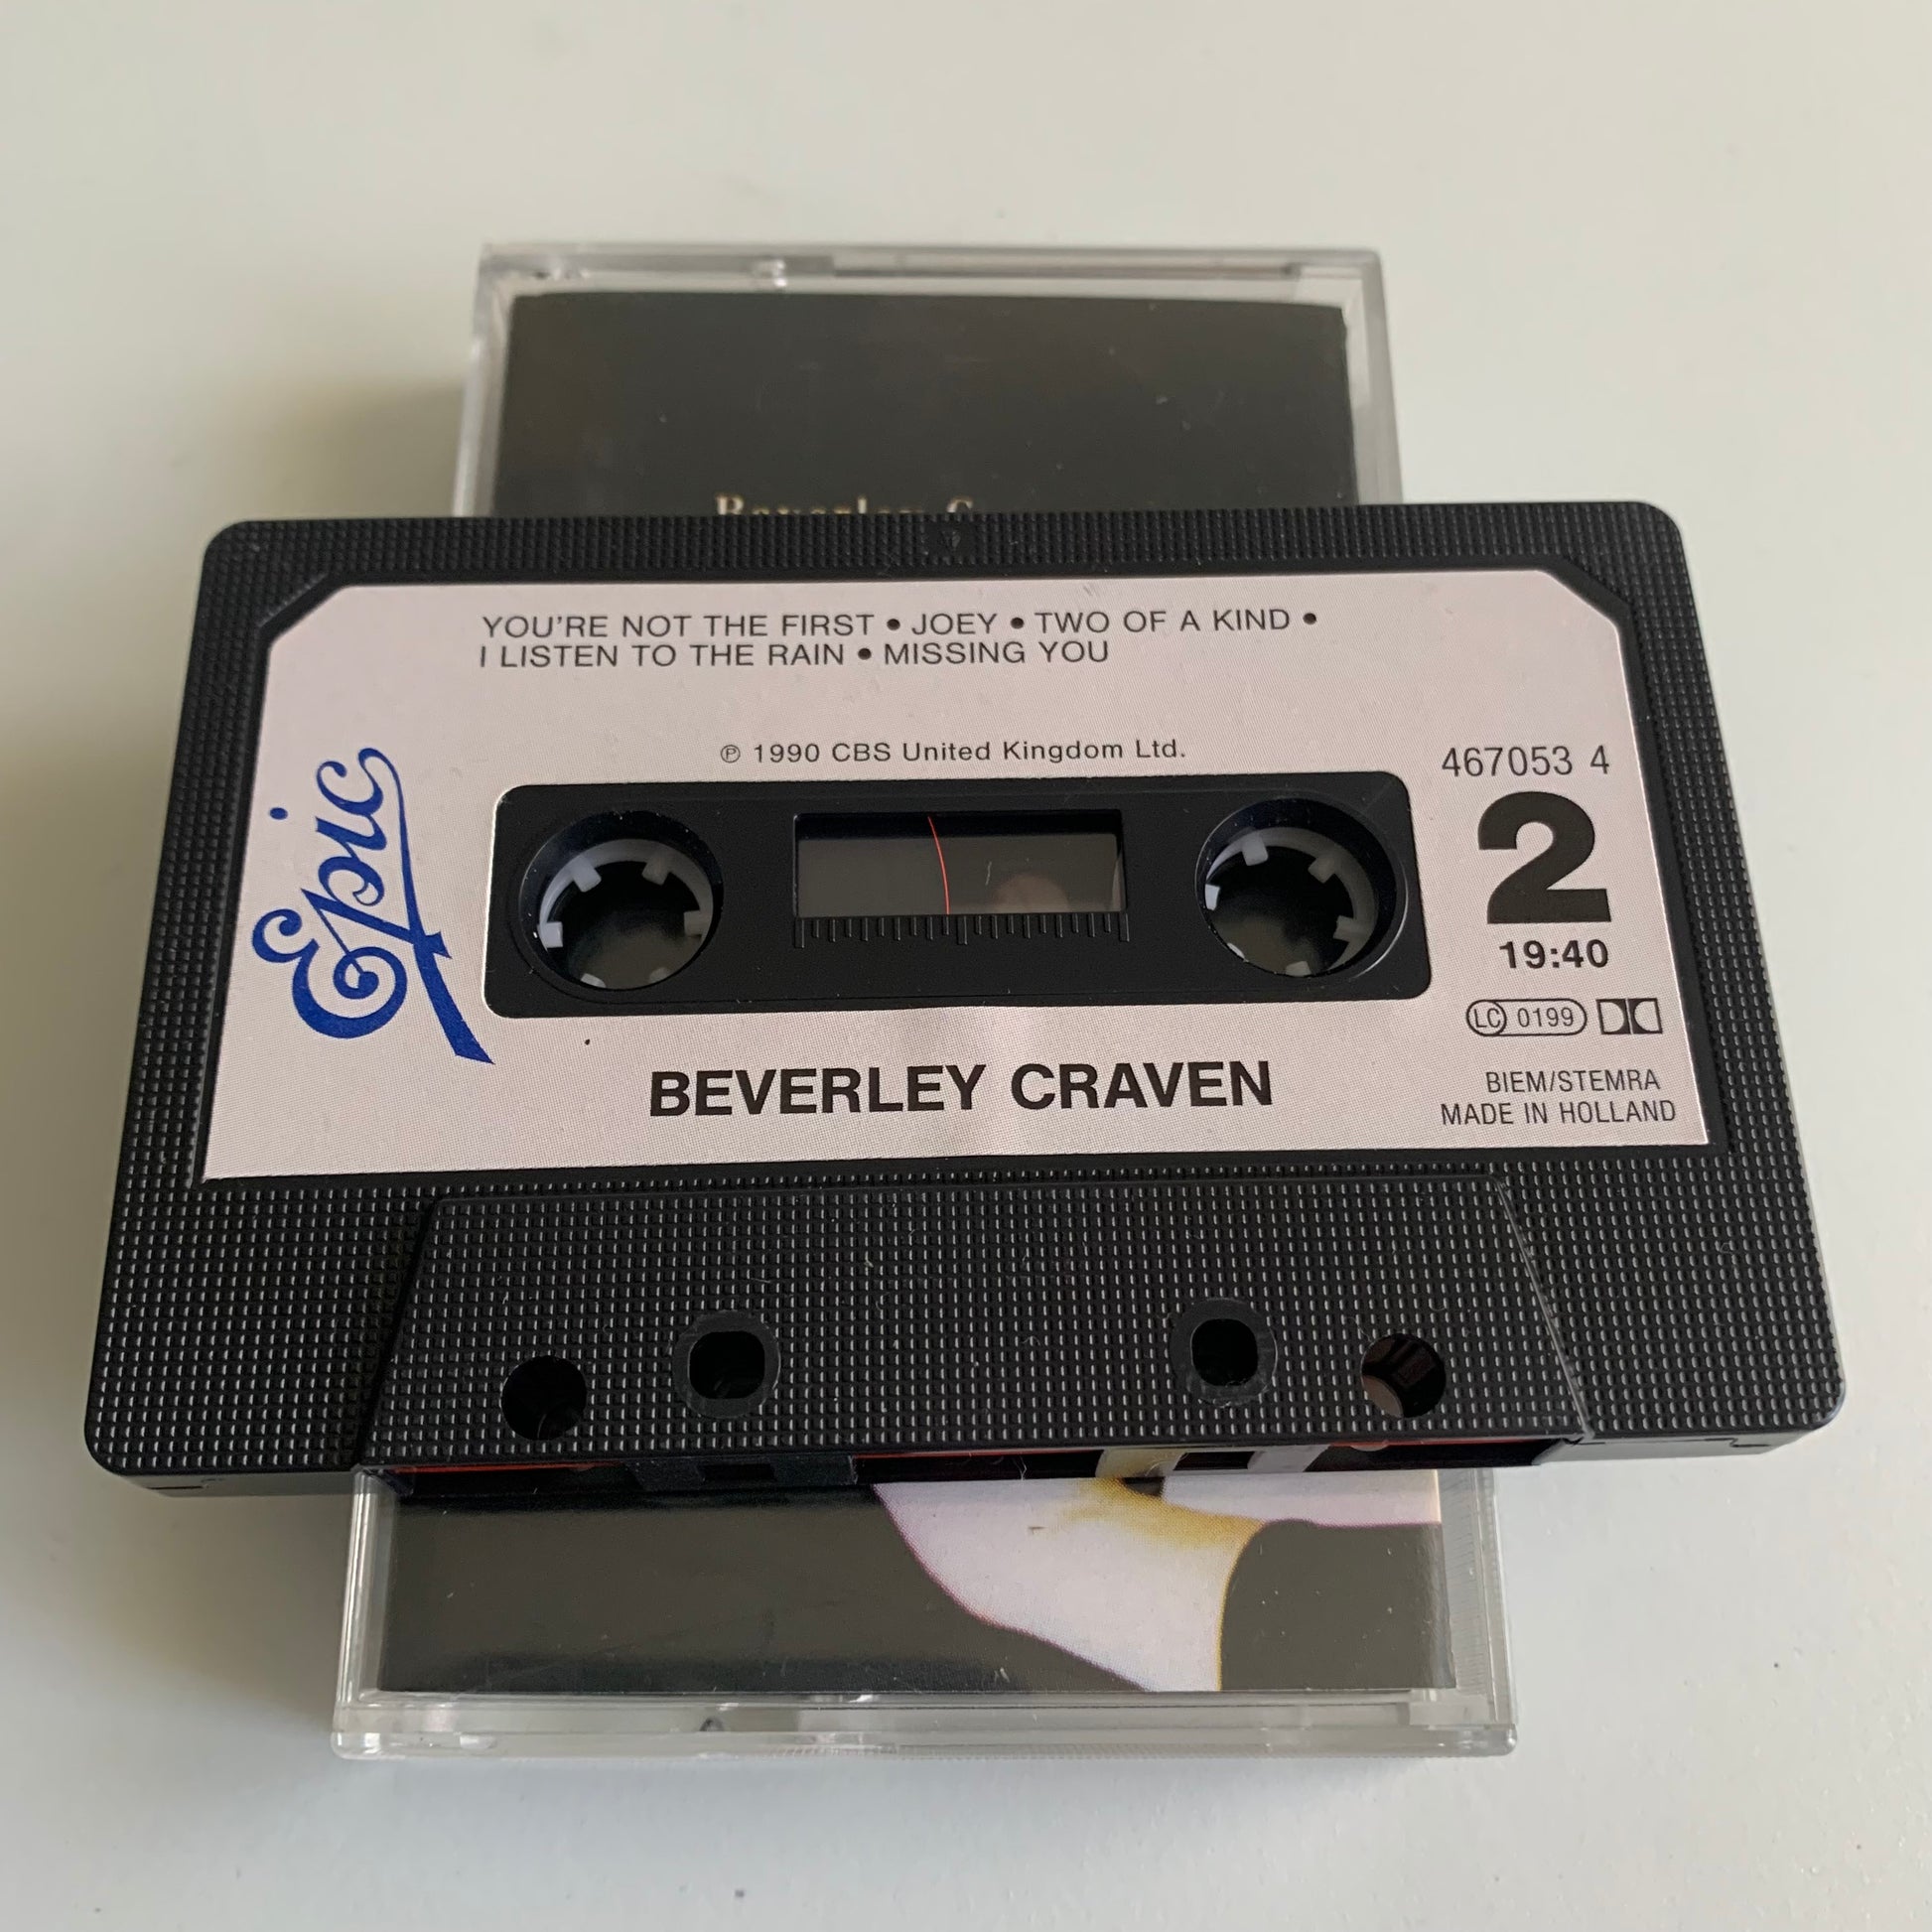 Beverley C
YOU'RE NOT THE FIRST • JOEY • TWO OF A KIND •
I LISTEN TO THE RAIN • MISSING YOU
℗ 1990 CBS United Kingdom Ltd.
467053 4
Epic
2
19:40
LC 0199
BEVERLEY CRAVEN
BIEM/STEMRA
MADE IN HOLLAND